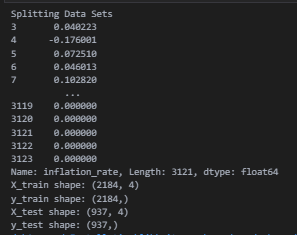 Splitting Data Sets
3       0.040223
4      -0.176001
5       0.072510
6       0.046013
7       0.102820
          ...
3119    0.000000
3120    0.000000
3121    0.000000
3122    0.000000
3123    0.000000
Name: inflation_rate, Length: 3121, dtype: float64
X_train shape: (2184, 4)
y_train shape: (2184,)
X_test shape: (937, 4)
y_test shape: (937,)